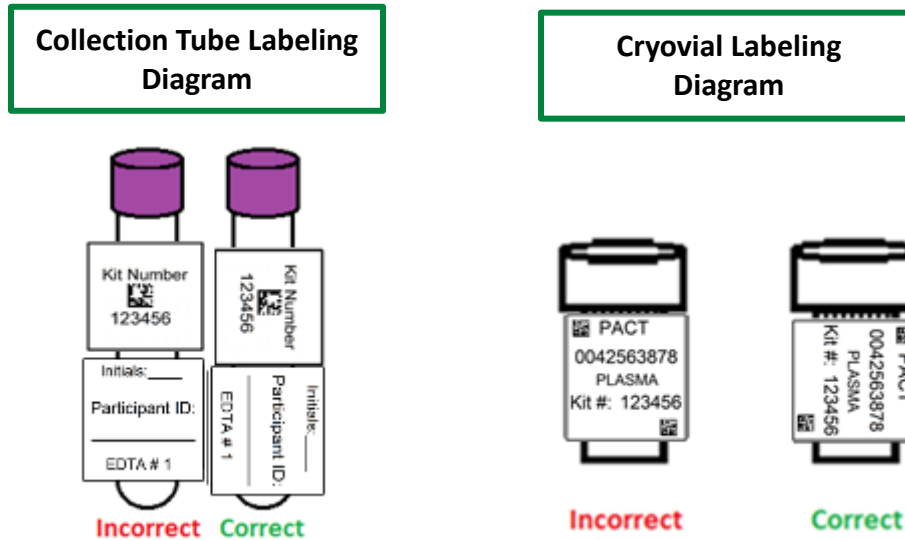 Collection Tube Labeling
Diagram
Cryovial Labeling
Diagram
Kit Number
123456
Initials:____
Participant ID:
EDTA # 1
Kit Number
123456
Initials:____
Participant ID:
EDTA # 1
Incorrect
Correct
PACT
0042563878
PLASMA
Kit #: 123456
PACT
0042563878
PLASMA
Kit #: 123456
Incorrect
Correct